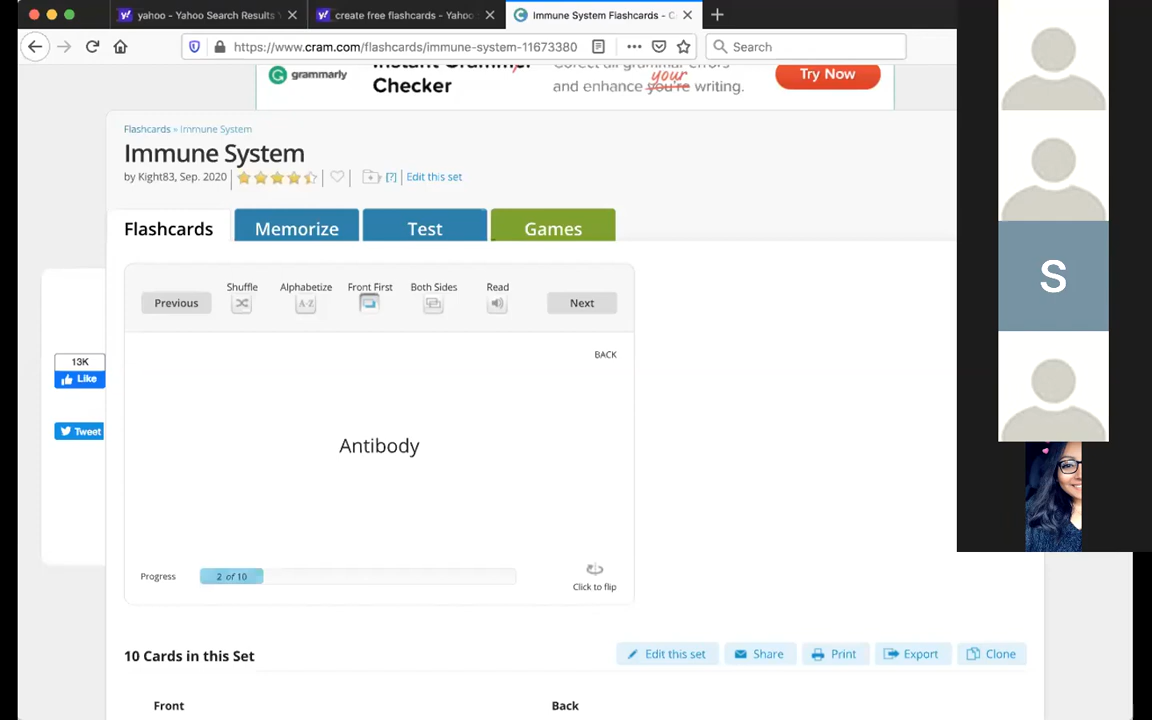 yahoo - Yahoo Search Results
create free flashcards - Yahoo
Immune System Flashcards - C
https://www.cram.com/flashcards/immune-system-11673380
Search
grammarly
Checker
and enhance your your writing.
Try Now
Flashcards » Immune System
Immune System
by Kight83, Sep. 2020
[?]
Edit this set
Flashcards
Memorize
Test
Games
Previous
Shuffle
Alphabetize
Front First
Both Sides
Read
Next
A-Z
BACK
13K
Like
Tweet
Antibody
Progress
2 of 10
Click to flip
10 Cards in this Set
Edit this set
Share
Print
Export
Clone
Front
Back
S